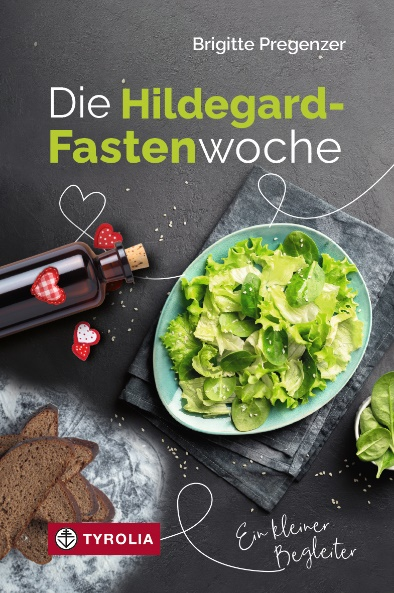 Brigitte Pregenzer
Die Hildegard-
Fastenwoche
Ein kleiner
Begleiter
TYROLIA